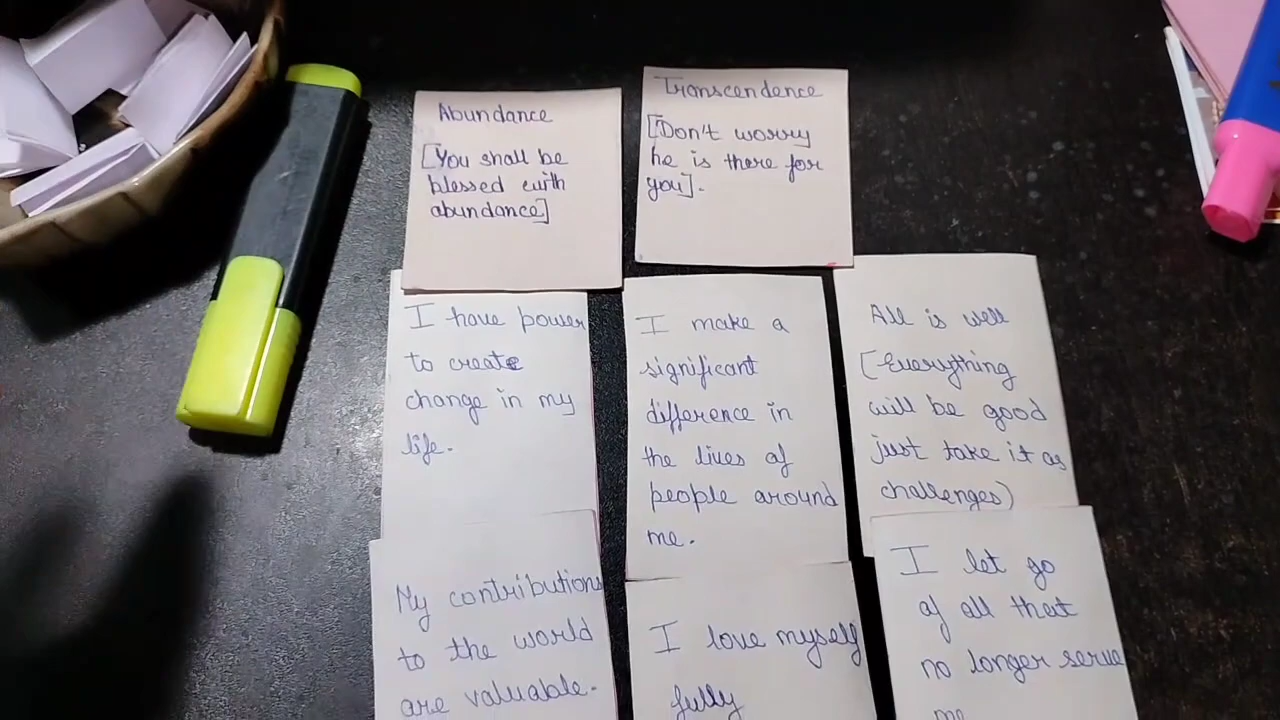 Abundance
[You shall be
blessed with
abundance]
Transcendence
[Don't worry
he is there for
you].
I have power
to create
change in my
life.
I make a
significant
difference in
the lives of
people around
me.
All is well
[Everything
will be good
just take it as
challenges)
My contributions
to the world
are valuable.
I love myself
fully
I let go
of all that
no longer serve
me